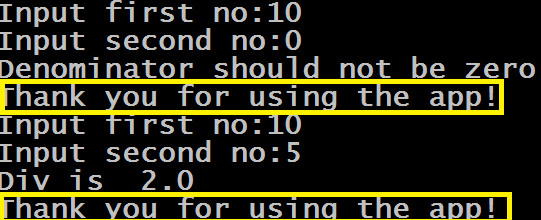 Input first no:10
Input second no:0
Denominator should not be zero
Thank you for using the app!
Input first no:10
Input second no:5
Div is  2.0
Thank you for using the app!